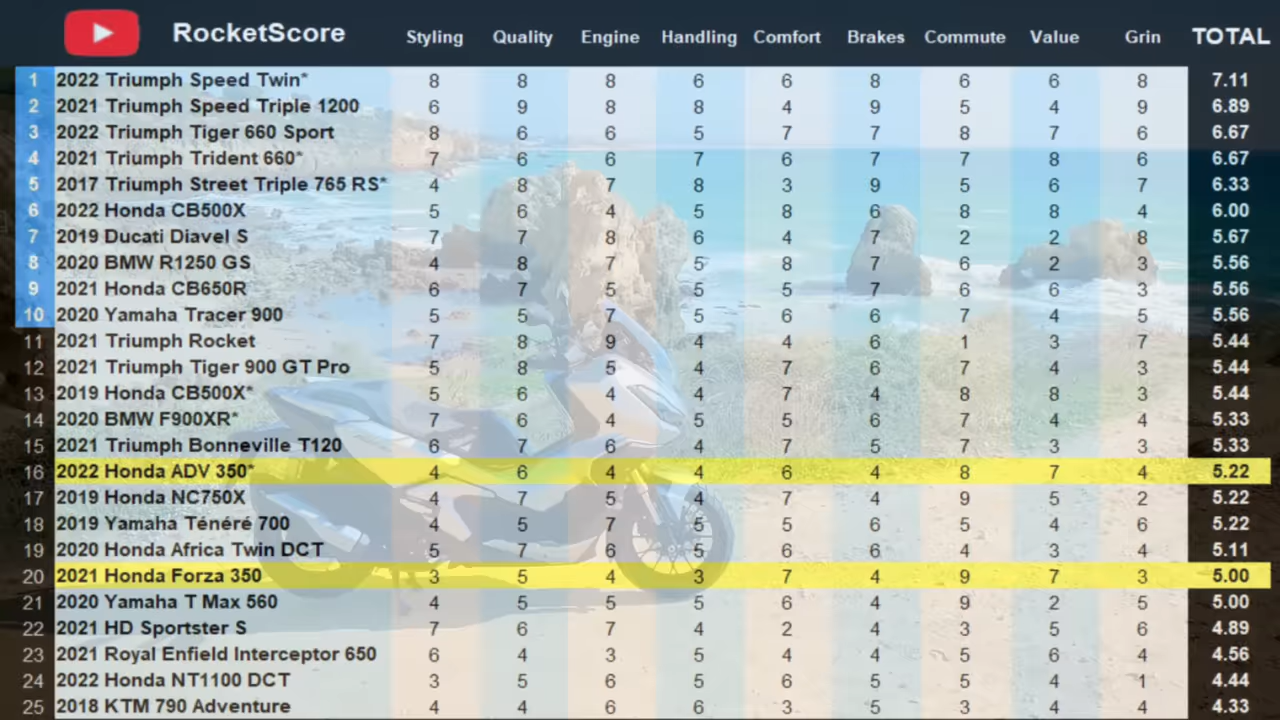 RocketScore Styling Quality Engine Handling Comfort Brakes Commute Value Grin TOTAL
1 2022 Triumph Speed Twin* 8 8 8 6 6 8 6 6 8 7.11
2 2021 Triumph Speed Triple 1200 6 9 8 8 4 9 5 4 9 6.89
3 2022 Triumph Tiger 660 Sport 8 6 6 5 7 7 8 7 6 6.67
4 2021 Triumph Trident 660* 7 6 6 7 6 7 7 8 6 6.67
5 2017 Triumph Street Triple 765 RS* 4 8 7 8 3 9 5 6 7 6.33
6 2022 Honda CB500X 5 6 4 5 8 6 8 8 4 6.00
7 2019 Ducati Diavel S 7 7 8 6 4 7 2 2 8 5.67
8 2020 BMW R1250 GS 4 8 7 5 8 7 6 2 3 5.56
9 2021 Honda CB650R 6 7 5 5 5 7 6 6 3 5.56
10 2020 Yamaha Tracer 900 5 5 7 5 6 6 7 4 5 5.56
11 2021 Triumph Rocket 7 8 9 4 4 6 1 3 7 5.44
12 2021 Triumph Tiger 900 GT Pro 5 8 5 4 7 6 7 4 3 5.44
13 2019 Honda CB500X* 5 6 4 4 7 4 8 8 3 5.44
14 2020 BMW F900XR* 7 6 4 5 5 6 7 4 4 5.33
15 2021 Triumph Bonneville T120 6 7 6 4 7 5 7 3 3 5.33
16 2022 Honda ADV 350* 4 6 4 4 6 4 8 7 4 5.22
17 2019 Honda NC750X 4 7 5 4 7 4 9 5 2 5.22
18 2019 Yamaha Ténéré 700 4 5 7 5 5 6 5 4 6 5.22
19 2020 Honda Africa Twin DCT 5 7 6 5 6 6 4 3 4 5.11
20 2021 Honda Forza 350 3 5 4 3 7 4 9 7 3 5.00
21 2020 Yamaha T Max 560 4 5 5 5 6 4 9 2 5 5.00
22 2021 HD Sportster S 7 6 7 4 2 4 3 5 6 4.89
23 2021 Royal Enfield Interceptor 650 6 4 3 5 4 4 5 6 4 4.56
24 2022 Honda NT1100 DCT 3 5 6 5 6 5 5 4 1 4.44
25 2018 KTM 790 Adventure 4 4 6 6 3 5 3 4 4 4.33